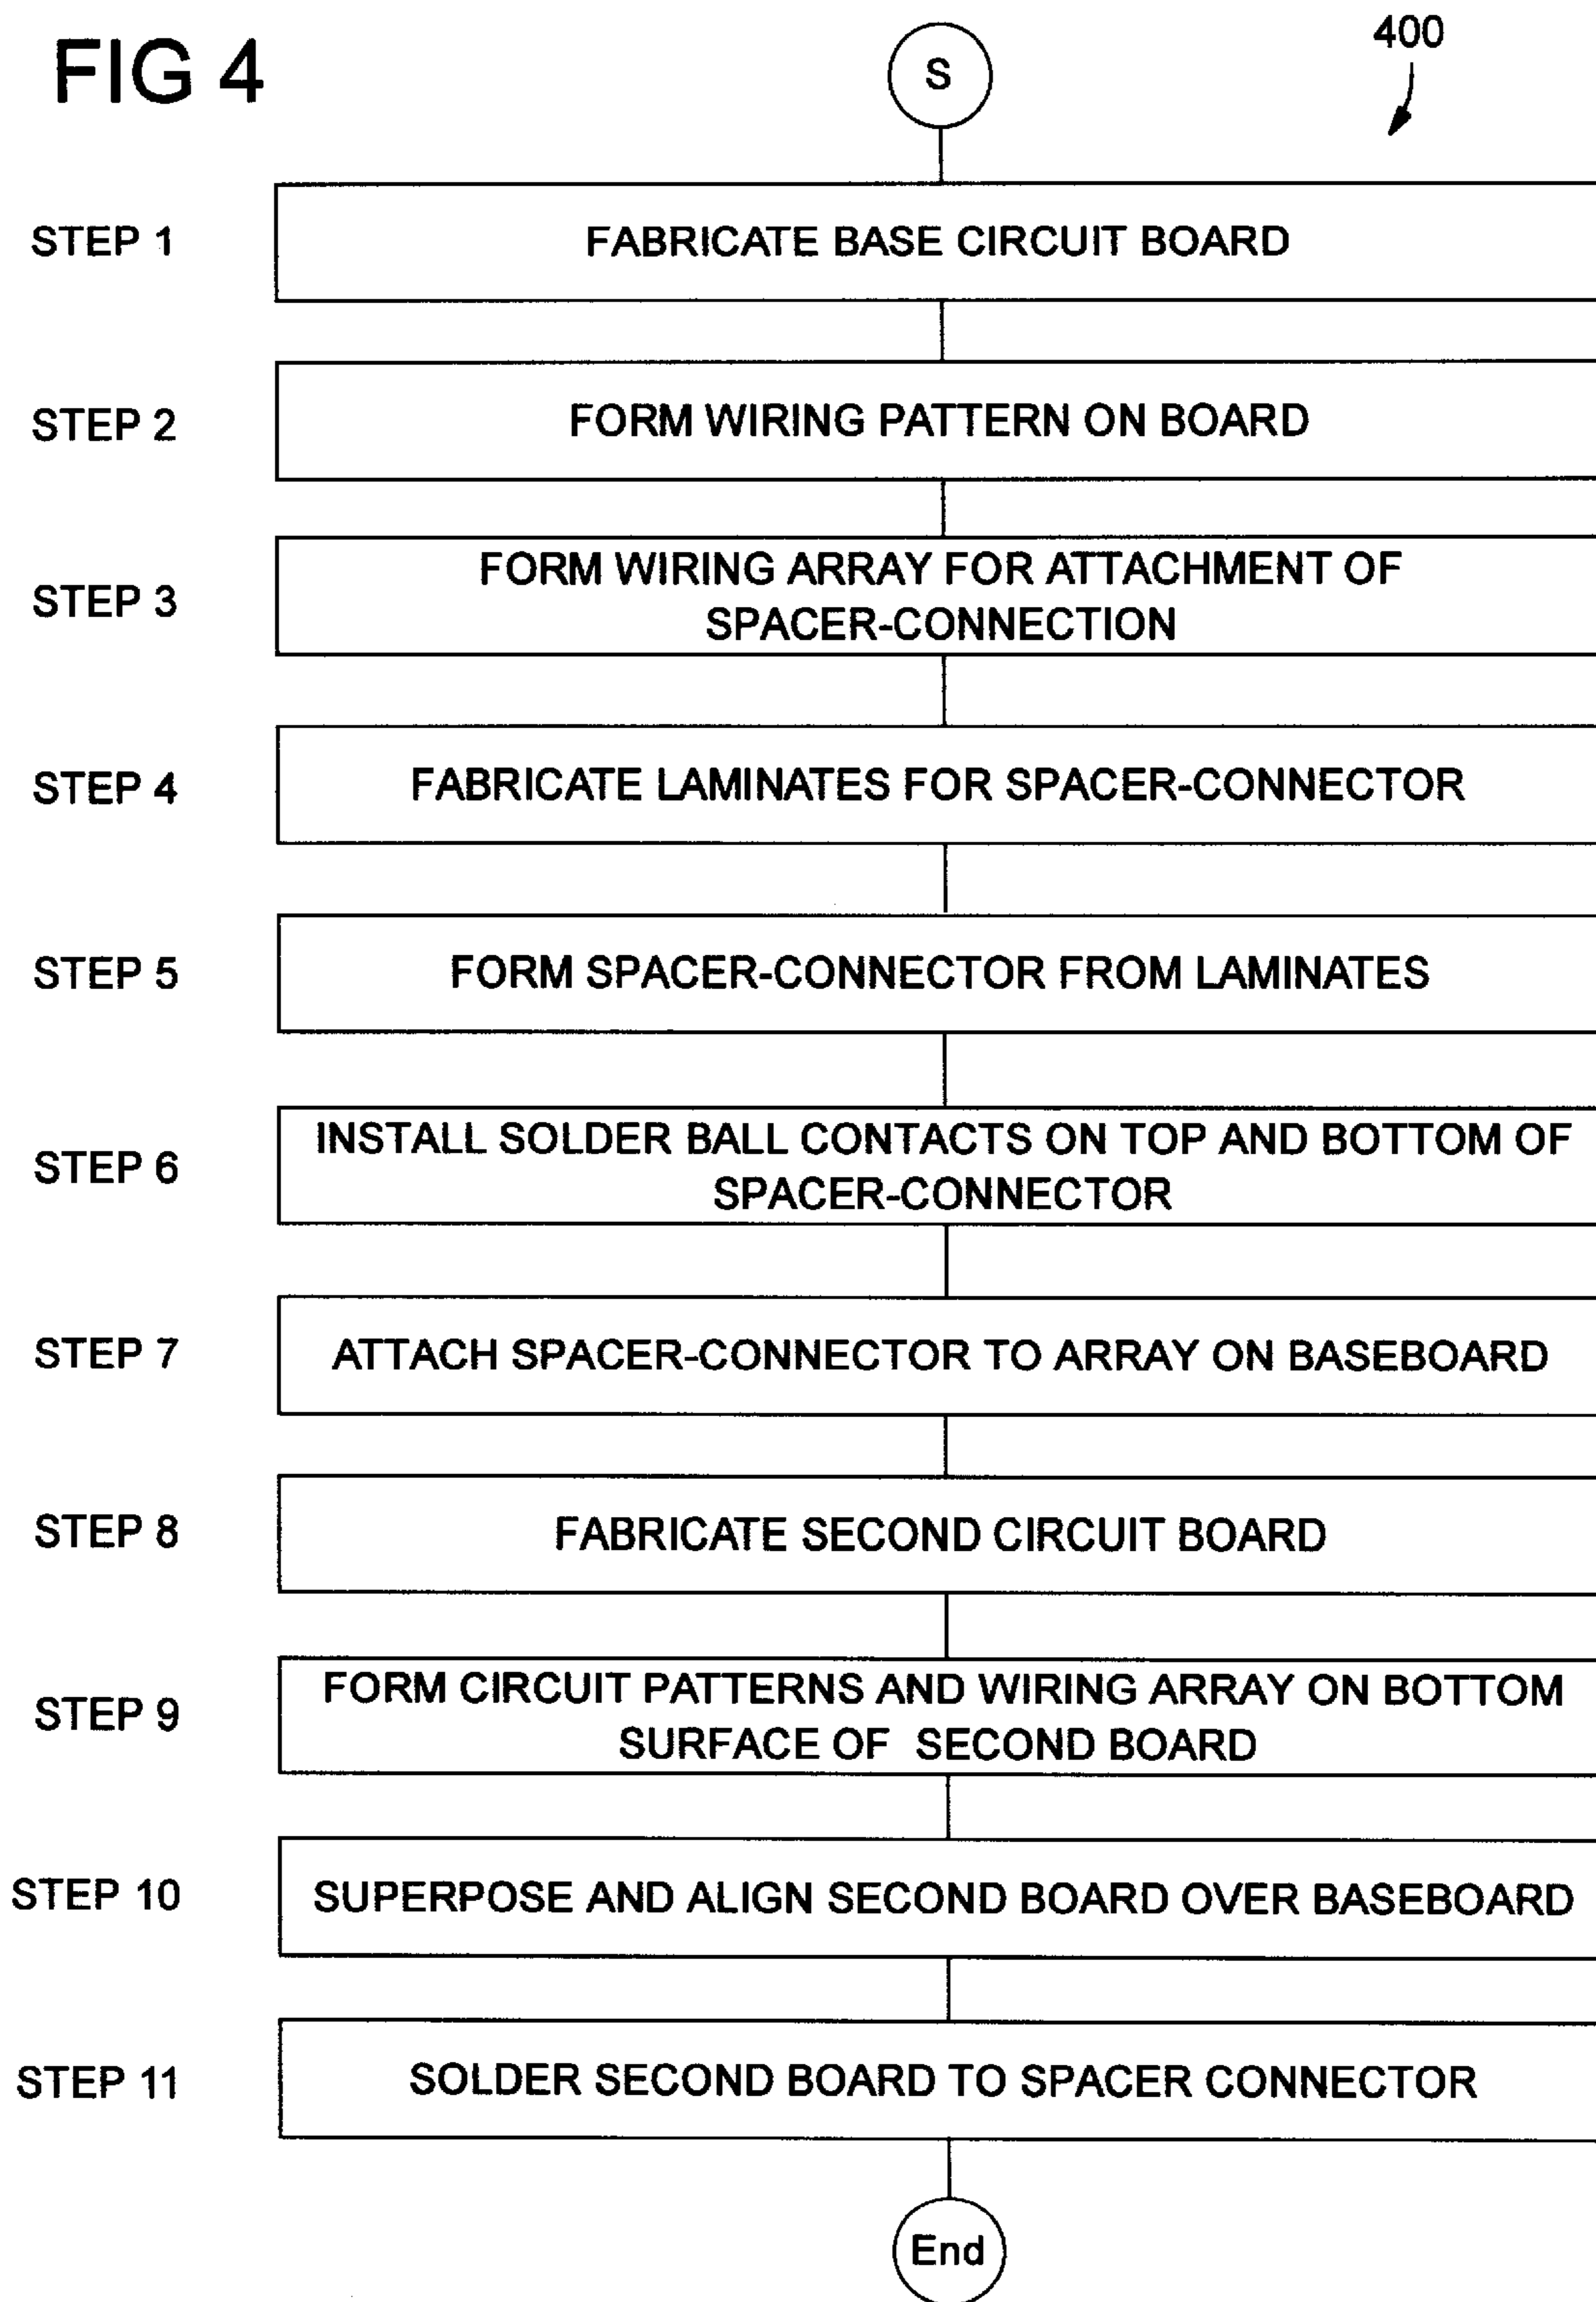 FIG 4
S
400
STEP 1
FABRICATE BASE CIRCUIT BOARD
STEP 2
FORM WIRING PATTERN ON BOARD
STEP 3
FORM WIRING ARRAY FOR ATTACHMENT OF
SPACER-CONNECTION
STEP 4
FABRICATE LAMINATES FOR SPACER-CONNECTOR
STEP 5
FORM SPACER-CONNECTOR FROM LAMINATES
STEP 6
INSTALL SOLDER BALL CONTACTS ON TOP AND BOTTOM OF
SPACER-CONNECTOR
STEP 7
ATTACH SPACER-CONNECTOR TO ARRAY ON BASEBOARD
STEP 8
FABRICATE SECOND CIRCUIT BOARD
STEP 9
FORM CIRCUIT PATTERNS AND WIRING ARRAY ON BOTTOM
SURFACE OF SECOND BOARD
STEP 10
SUPERPOSE AND ALIGN SECOND BOARD OVER BASEBOARD
STEP 11
SOLDER SECOND BOARD TO SPACER CONNECTOR
End